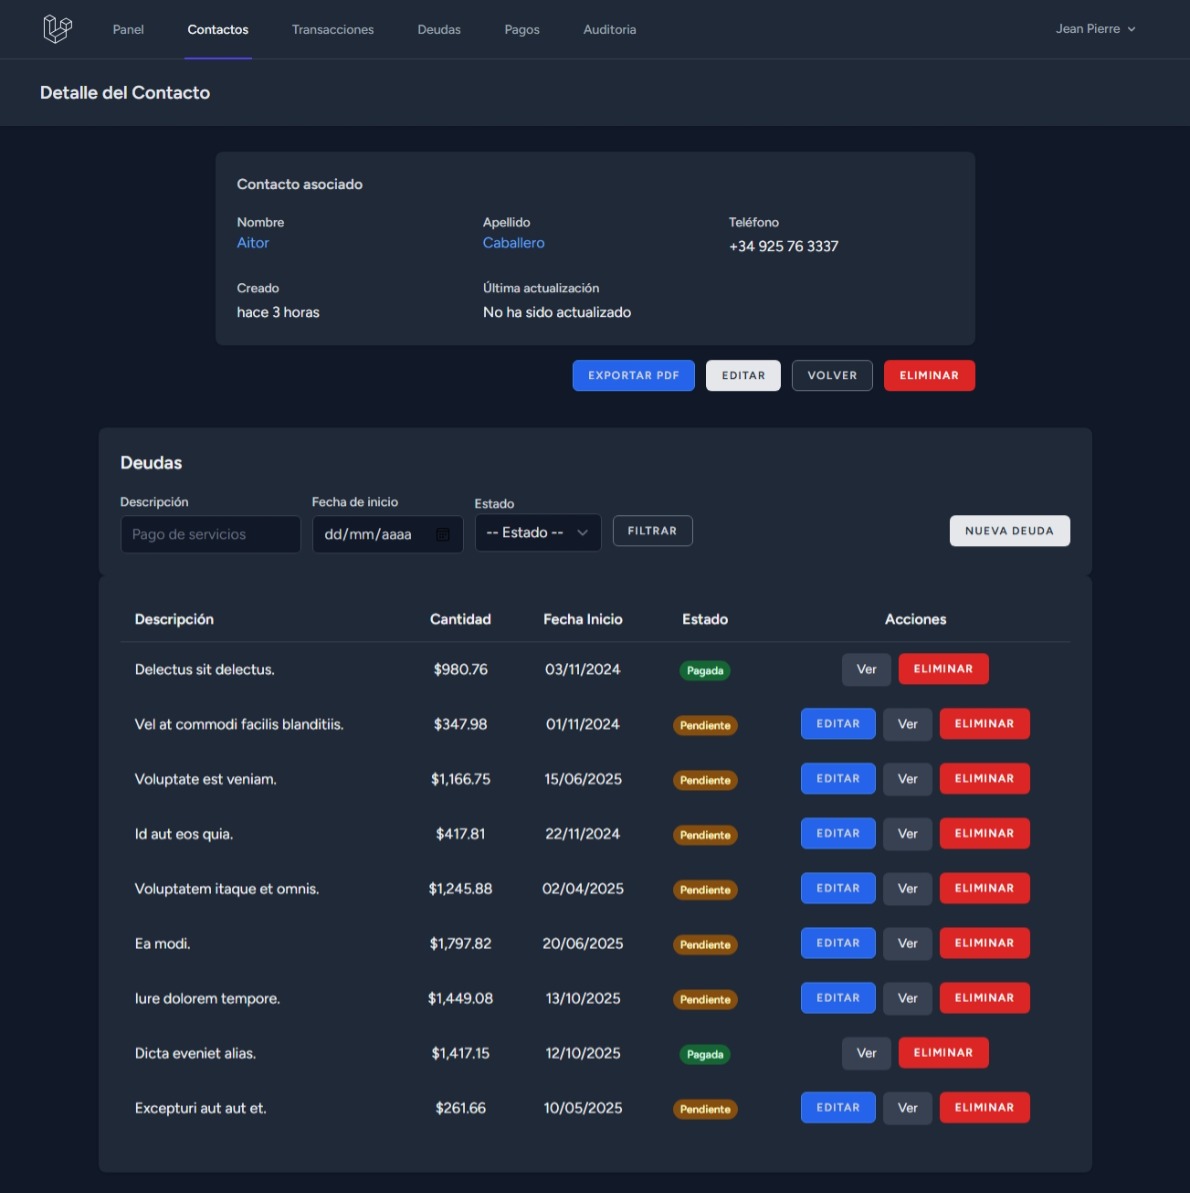 Panel Contactos Transacciones Deudas Pagos Auditoria Jean Pierre
Detalle del Contacto
Contacto asociado
Nombre Apellido Teléfono
Aitor Caballero +34 925 76 3337
Creado Última actualización
hace 3 horas No ha sido actualizado
EXPORTAR PDF EDITAR VOLVER ELIMINAR
Deudas
Descripción Fecha de inicio Estado
Pago de servicios dd/mm/aaaa -- Estado -- FILTRAR NUEVA DEUDA
Descripción Cantidad Fecha Inicio Estado Acciones
Delectus sit delectus. $980.76 03/11/2024 Pagada Ver ELIMINAR
Vel at commodi facilis blanditiis. $347.98 01/11/2024 Pendiente EDITAR Ver ELIMINAR
Voluptate est veniam. $1,166.75 15/06/2025 Pendiente EDITAR Ver ELIMINAR
Id aut eos quia. $417.81 22/11/2024 Pendiente EDITAR Ver ELIMINAR
Voluptatem itaque et omnis. $1,245.88 02/04/2025 Pendiente EDITAR Ver ELIMINAR
Ea modi. $1,797.82 20/06/2025 Pendiente EDITAR Ver ELIMINAR
Iure dolorem tempore. $1,449.08 13/10/2025 Pendiente EDITAR Ver ELIMINAR
Dicta eveniet alias. $1,417.15 12/10/2025 Pagada Ver ELIMINAR
Excepturi aut aut et. $261.66 10/05/2025 Pendiente EDITAR Ver ELIMINAR